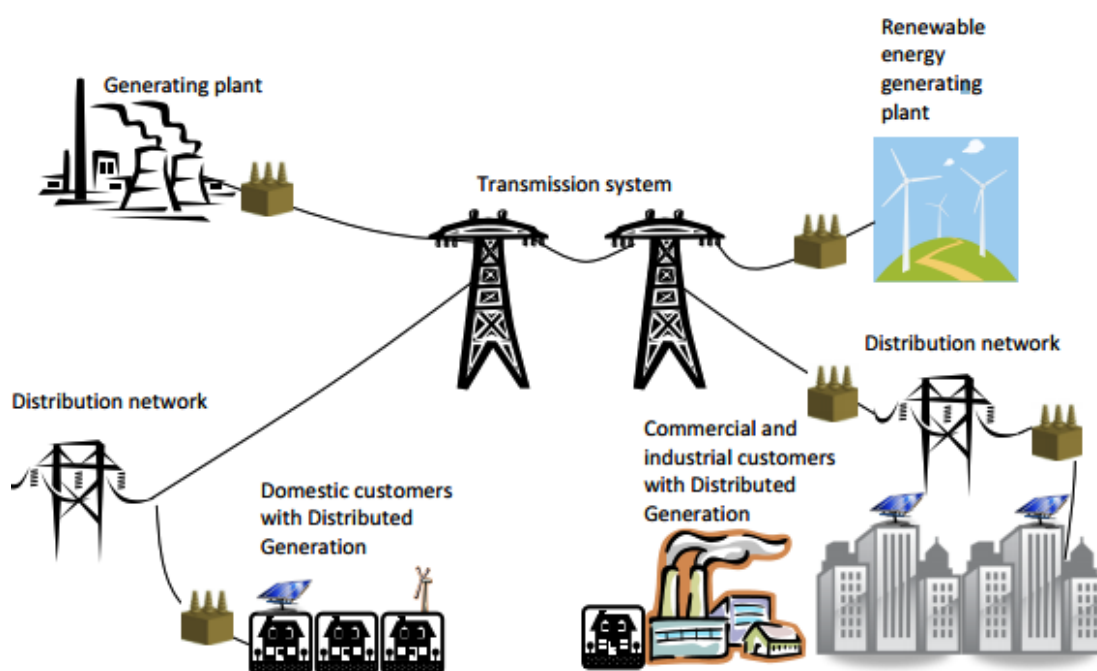 Generating plant
Renewable
energy
generating
plant
Transmission system
Distribution network
Distribution network
Domestic customers
with Distributed
Generation
Commercial and
industrial customers
with Distributed
Generation